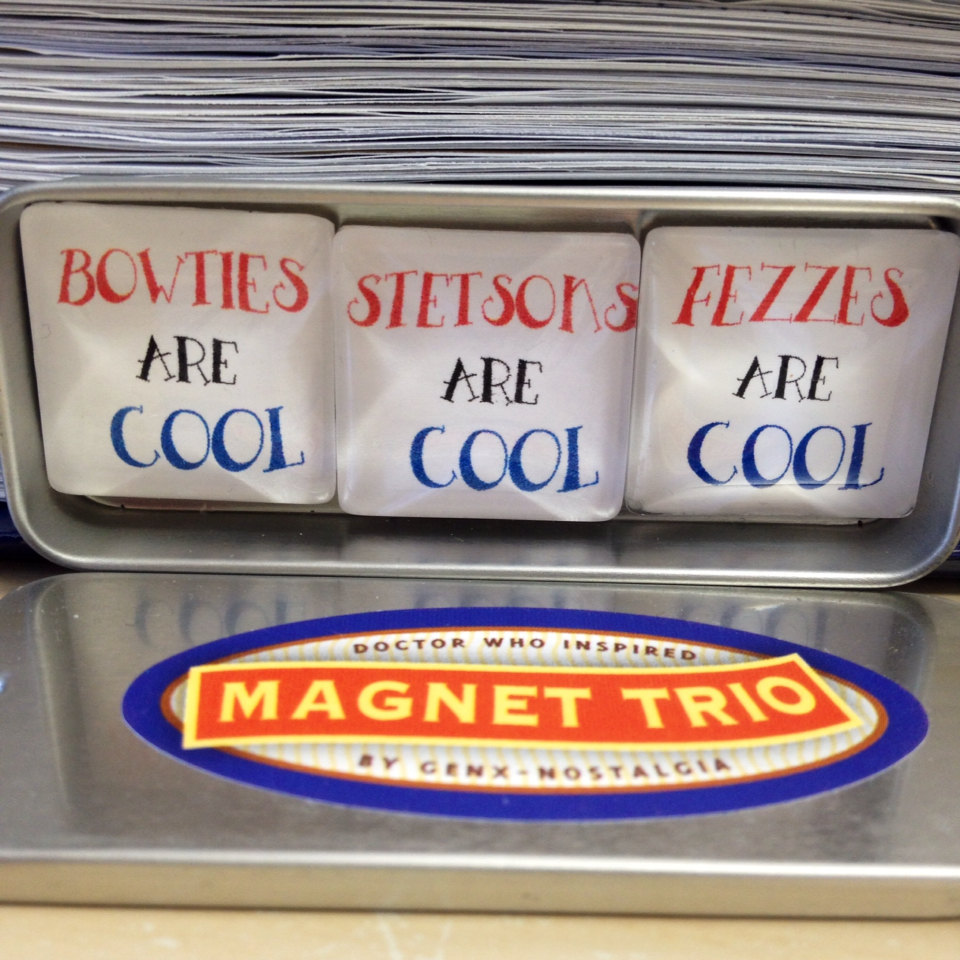 BOWTIES
ARE
COOL
STETSONS
ARE
COOL
FEZZES
ARE
COOL
DOCTOR WHO INSPIRED
MAGNET TRIO
BY GENX-NOSTALGIA